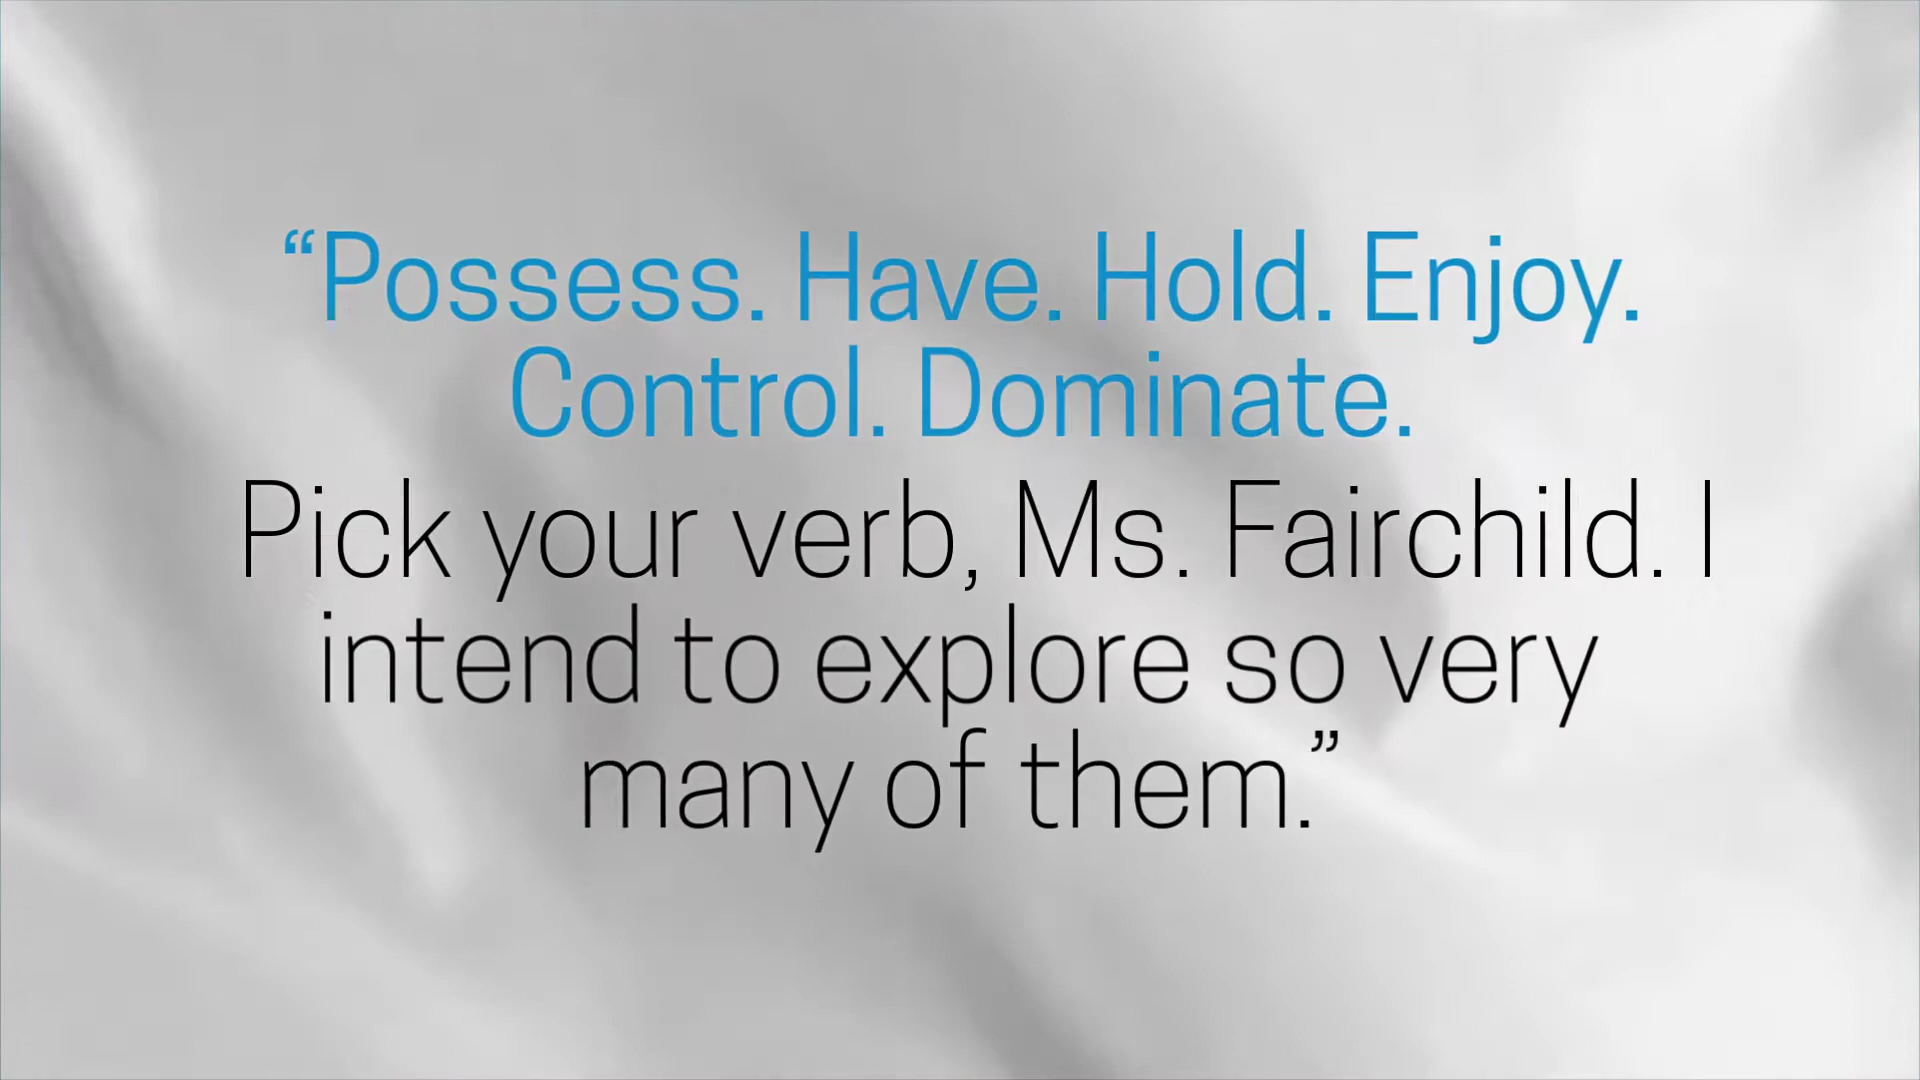 “Possess. Have. Hold. Enjoy.
Control. Dominate.
Pick your verb, Ms. Fairchild. I
intend to explore so very
many of them.”